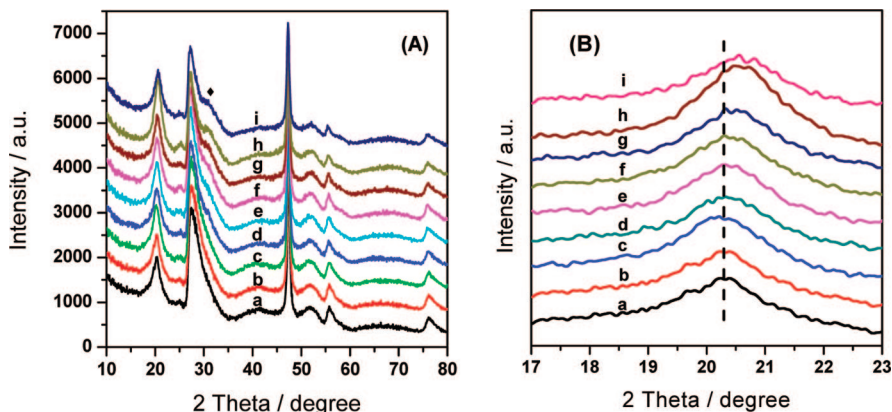 (A)
Intensity / a.u.
7000
6000
5000
4000
3000
2000
1000
0
i
h
g
f
e
d
c
b
a
10 20 30 40 50 60 70 80
2 Theta / degree
(B)
Intensity / a.u.
i
h
g
f
e
d
c
b
a
17 18 19 20 21 22 23
2 Theta / degree